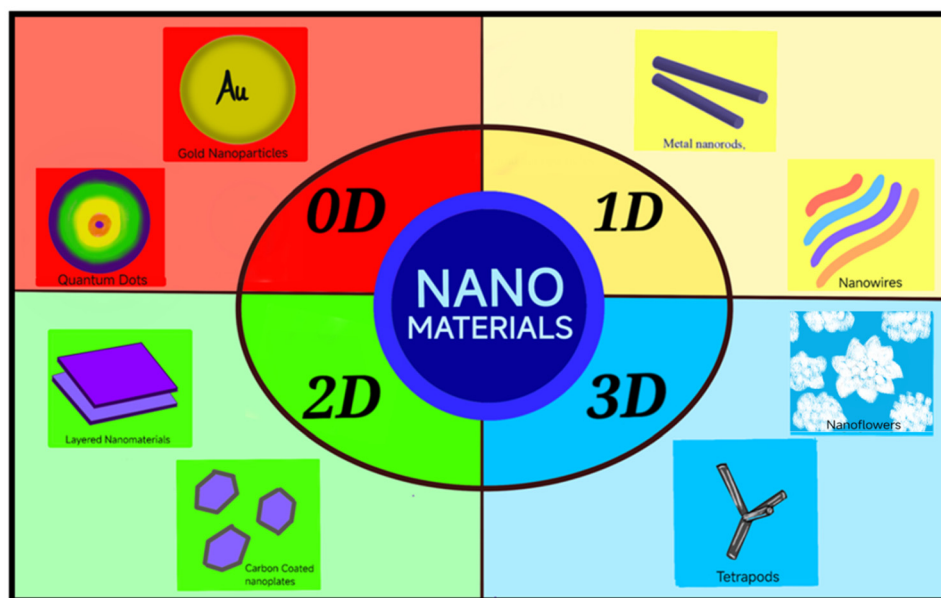 Au
Gold Nanoparticles
Quantum Dots
0D
1D
Metal nanorods,
Nanowires
NANO
MATERIALS
2D
3D
Layered Nanomaterials
Carbon Coated
nanoplates
Nanoflowers
Tetrapods